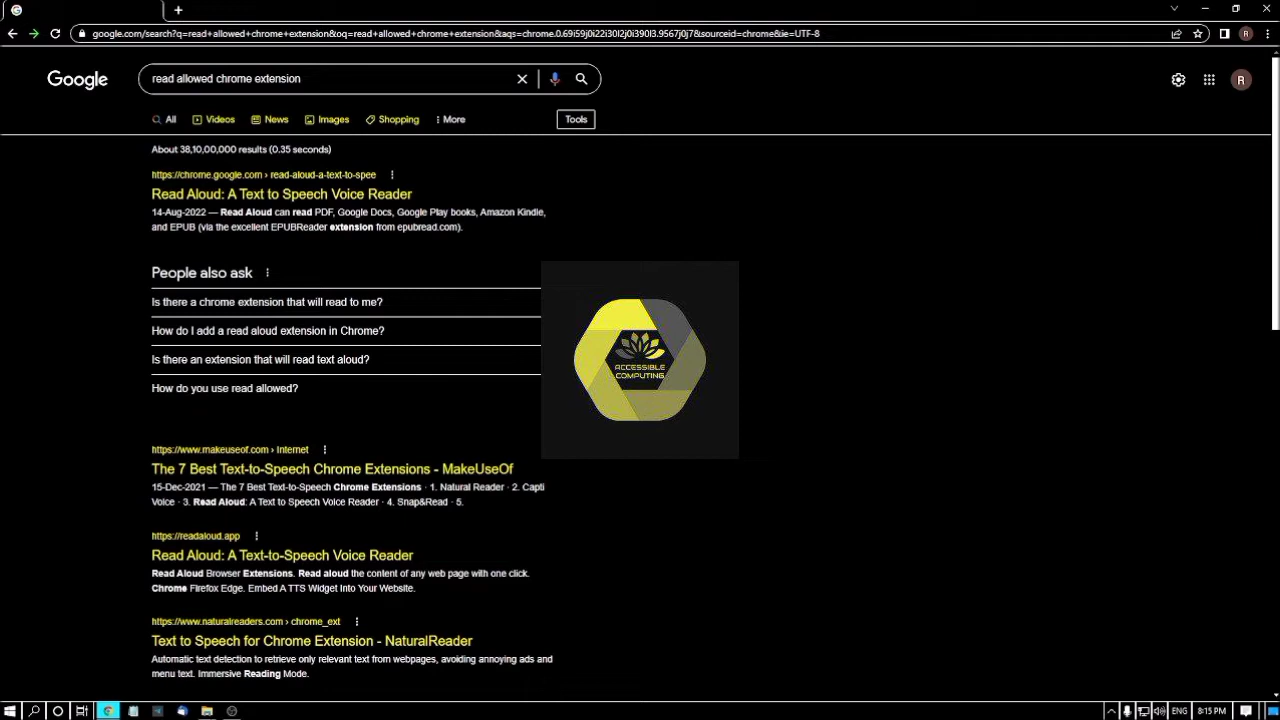 google.com/search?q=read+allowed+chrome+extension&oq=read+allowed+chrome+extension&aqs=chrome.0.69i59j0i22i30l2j0i390l3.9567j0j7&sourceid=chrome&ie=UTF-8
R
Google
read allowed chrome extension
R
All
Videos
News
Images
Shopping
More
Tools
About 38,10,00,000 results (0.35 seconds)
https://chrome.google.com › read-aloud-a-text-to-spee
Read Aloud: A Text to Speech Voice Reader
14-Aug-2022 — Read Aloud can read PDF, Google Docs, Google Play books, Amazon Kindle,
and EPUB (via the excellent EPUBReader extension from epubread.com).
People also ask
Is there a chrome extension that will read to me?
How do I add a read aloud extension in Chrome?
Is there an extension that will read text aloud?
How do you use read allowed?
ACCESSIBLE
COMPUTING
https://www.makeuseof.com › Internet
The 7 Best Text-to-Speech Chrome Extensions - MakeUseOf
15-Dec-2021 — The 7 Best Text-to-Speech Chrome Extensions · 1. Natural Reader · 2. Capti
Voice · 3. Read Aloud: A Text to Speech Voice Reader · 4. Snap&Read · 5.
https://readaloud.app
Read Aloud: A Text-to-Speech Voice Reader
Read Aloud Browser Extensions. Read aloud the content of any web page with one click.
Chrome Firefox Edge. Embed A TTS Widget Into Your Website.
https://www.naturalreaders.com › chrome_ext
Text to Speech for Chrome Extension - NaturalReader
Automatic text detection to retrieve only relevant text from webpages, avoiding annoying ads and
menu text. Immersive Reading Mode.
ENG
8:15 PM